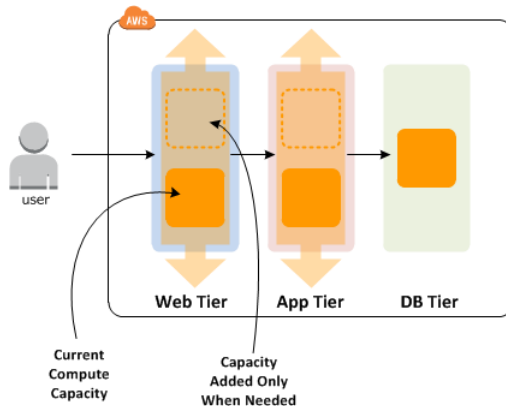 AWS
user
Web Tier
App Tier
DB Tier
Current
Compute
Capacity
Capacity
Added Only
When Needed